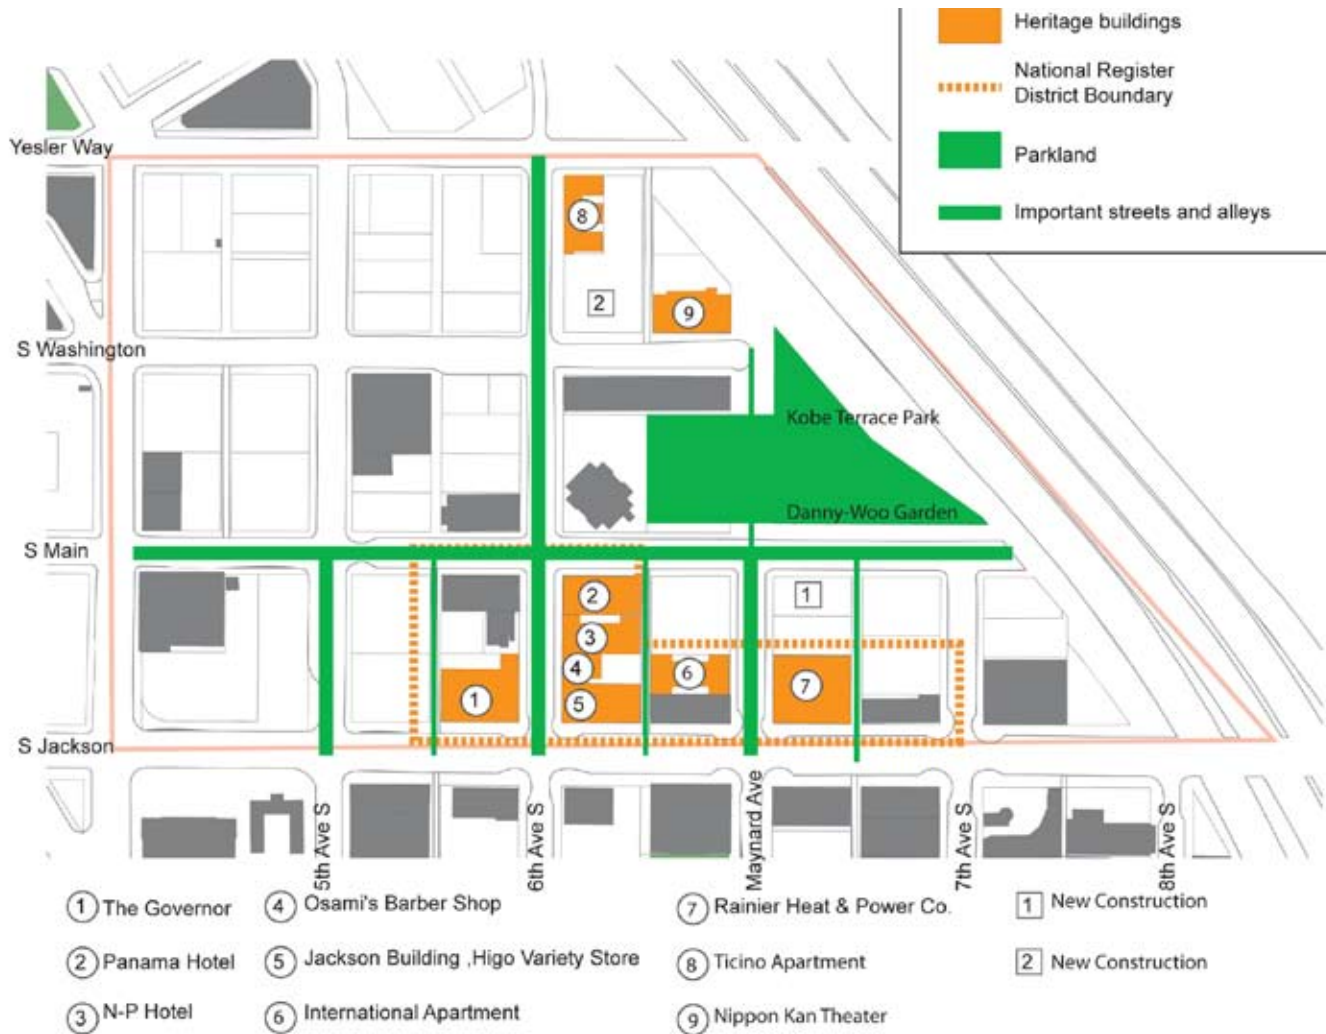 Heritage buildings
National Register
District Boundary
Parkland
Important streets and alleys
Yesler Way
8
2
9
S Washington
Kobe Terrace Park
Danny-Woo Garden
S Main
2
1
3
4
6
7
1
5
S Jackson
5th Ave S
6th Ave S
Maynard Ave
7th Ave S
8th Ave S
1 The Governor
4 Osami's Barber Shop
7 Rainier Heat & Power Co.
1 New Construction
2 Panama Hotel
5 Jackson Building ,Higo Variety Store
8 Ticino Apartment
2 New Construction
3 N-P Hotel
6 International Apartment
9 Nippon Kan Theater